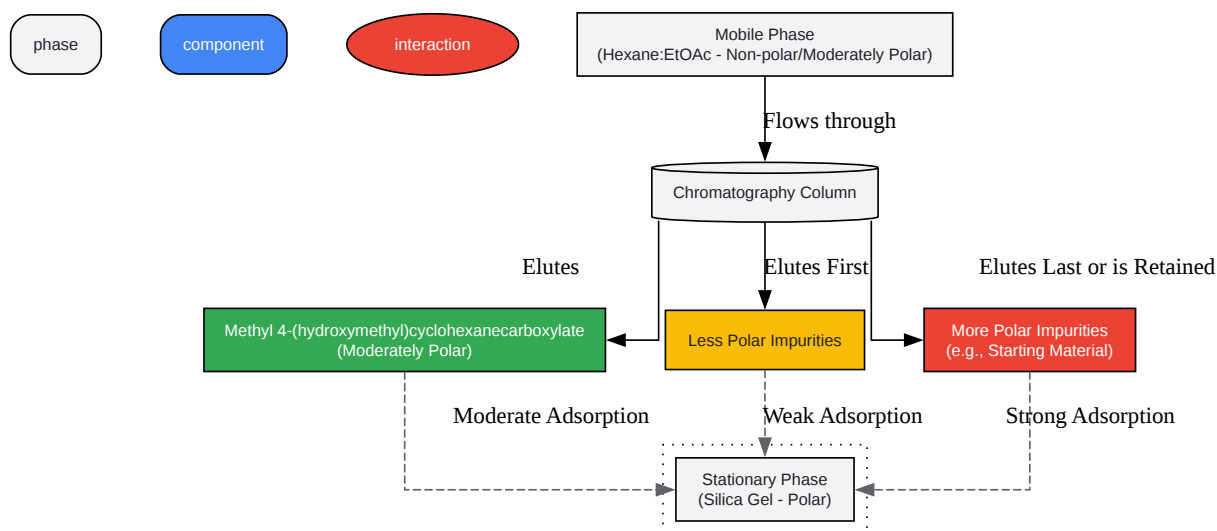 phase
component
interaction
Mobile Phase
(Hexane:EtOAc - Non-polar/Moderately Polar)
Flows through
Chromatography Column
Elutes
Elutes First
Elutes Last or is Retained
Methyl 4-(hydroxymethyl)cyclohexanecarboxylate
(Moderately Polar)
Less Polar Impurities
More Polar Impurities
(e.g., Starting Material)
Moderate Adsorption
Weak Adsorption
Strong Adsorption
Stationary Phase
(Silica Gel - Polar)